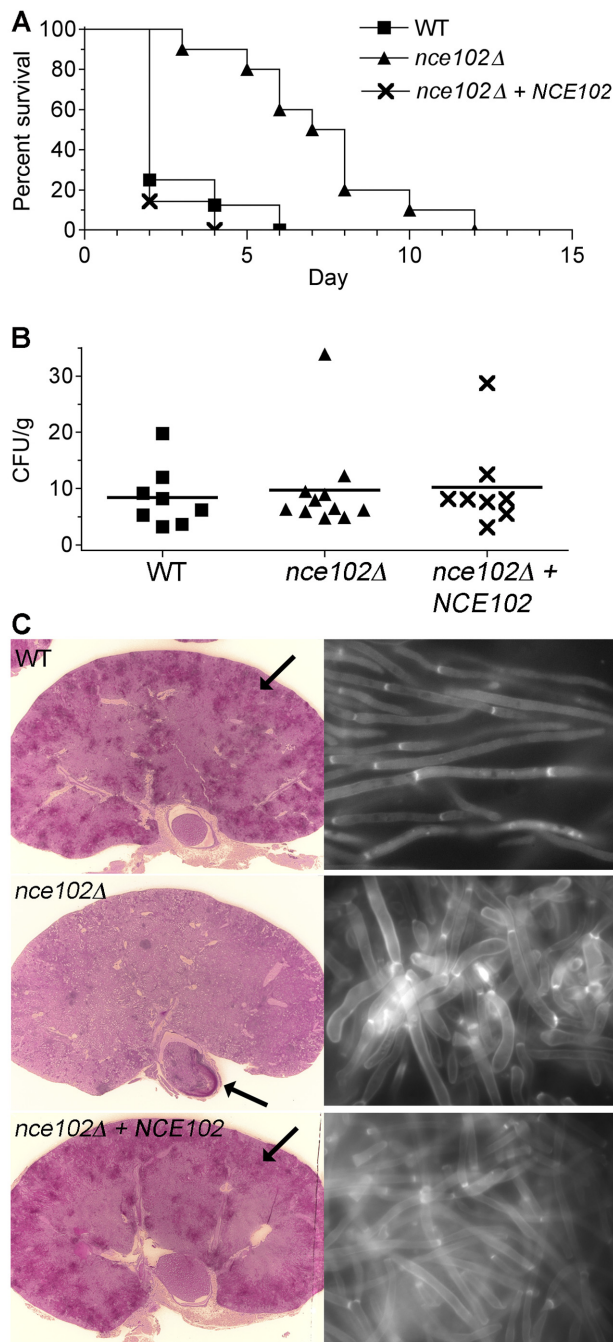 A
WT
nce102Δ
nce102Δ + NCE102
Percent survival
100
80
60
40
20
0
0 5 10 15
Day
B
CFU/g
30
20
10
0
WT nce102Δ nce102Δ +
NCE102
C
WT
nce102Δ
nce102Δ + NCE102